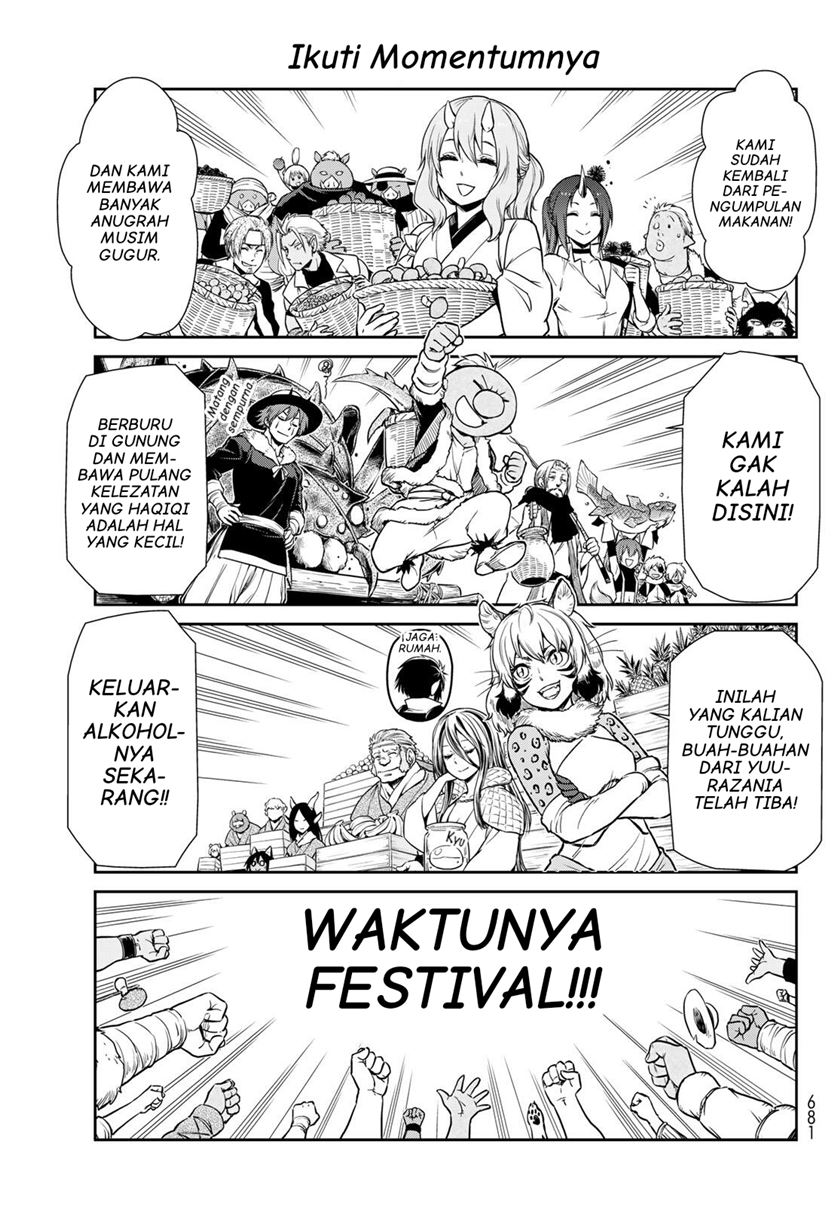 Ikuti Momentumnya
KAMI
SUDAH
KEMBALI
DARI PE-
NGUMPULAN
MAKANAN!
DAN KAMI
MEMBAWA
BANYAK
ANUGRAH
MUSIM
GUGUR.
KAMI
GAK
KALAH
DISINI!
Matang
dengan
sempurna.
BERBURU
DI GUNUNG
DAN MEM-
BAWA PULANG
KELEZATAN
YANG HAQIQI
ADALAH HAL
YANG KECIL!
INILAH
YANG KALIAN
TUNGGU,
BUAH-BUAHAN
DARI YUU-
RAZANIA
TELAH TIBA!
JAGA
RUMAH.
KYU
KELUAR-
KAN
ALKOHOL-
NYA
SEKA-
RANG!!
WAKTUNYA
FESTIVAL!!!
681